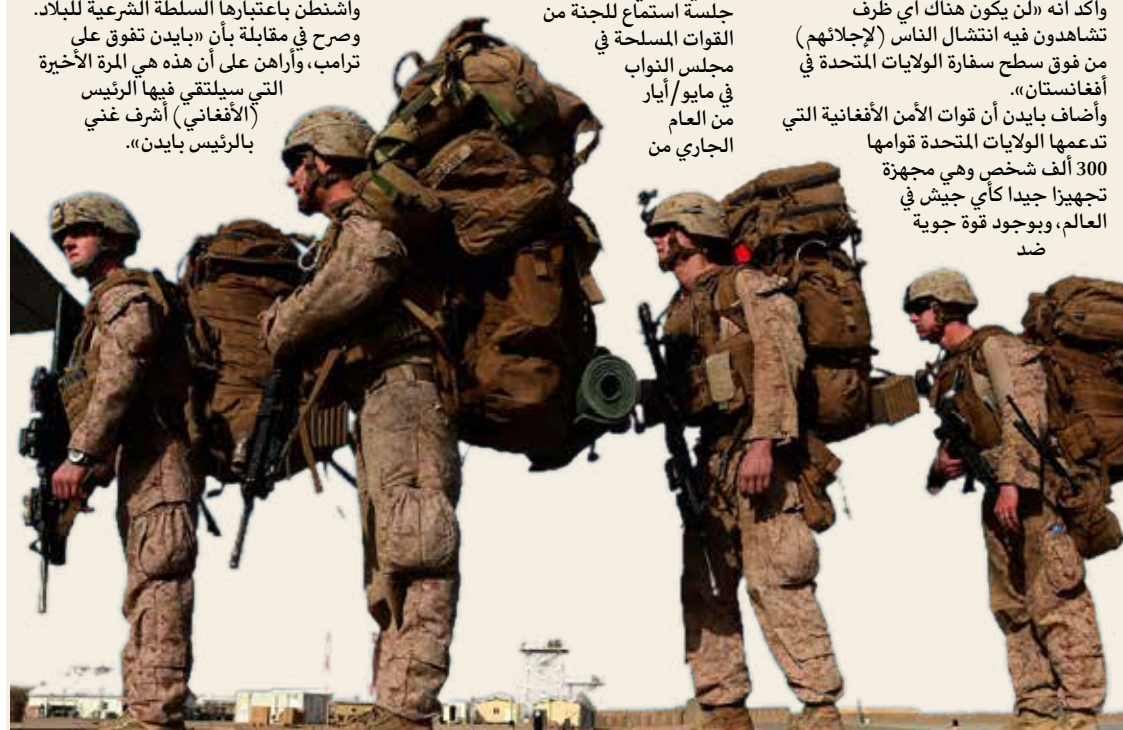 وأكد أنه «لن يكون هناك أي ظرف
تشاهدون فيه انتشال الناس (لإجلائهم)
من فوق سطح سفارة الولايات المتحدة في
أفغانستان».
وأضاف بايدن أن قوات الأمن الأفغانية التي
تدعمها الولايات المتحدة قوامها
300 ألف شخص وهي مجهزة
تجهيزا جيدا كأي جيش في
العالم، وبوجود قوة جوية
ضد
جلسة استماع للجنة من
القوات المسلحة في
مجلس النواب
في مايو/أيار
من العام
الجاري من
واشنطن باعتبارها السلطة الشرعية للبلاد.
وصرح في مقابلة بأن «بايدن تفوق على
ترامب، وأراهن على أن هذه هي المرة الأخيرة
التي سيلتقي فيها الرئيس
(الأفغاني) أشرف غني
بالرئيس بايدن».